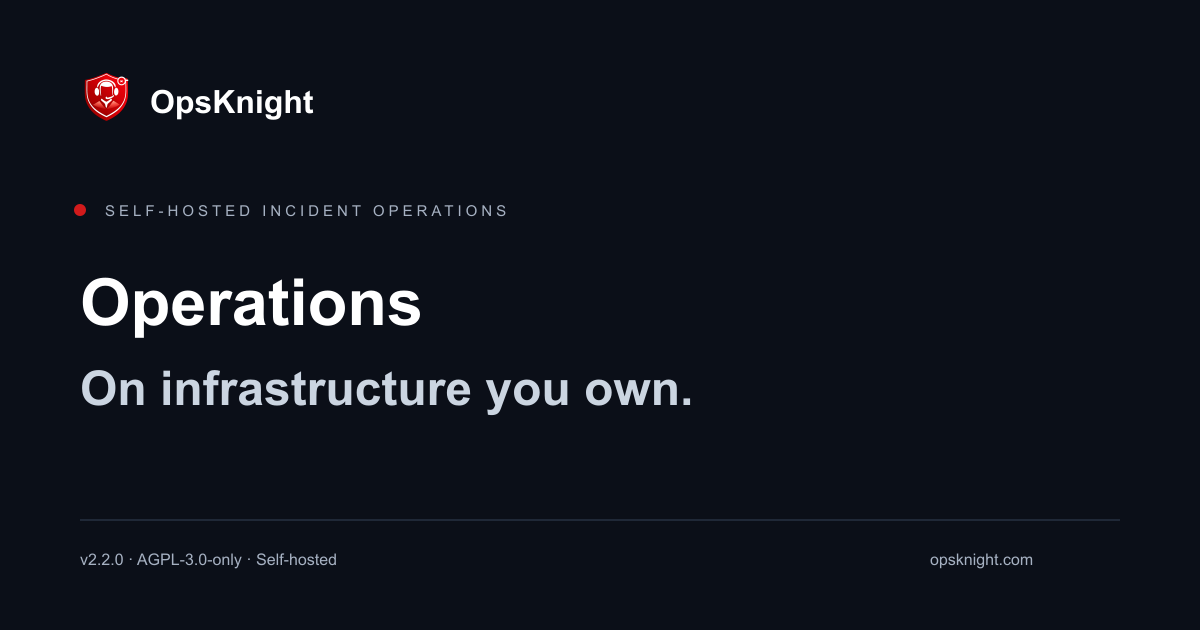 OpsKnight
SELF-HOSTED INCIDENT OPERATIONS
Operations
On infrastructure you own.
v2.2.0 · AGPL-3.0-only · Self-hosted
opsknight.com